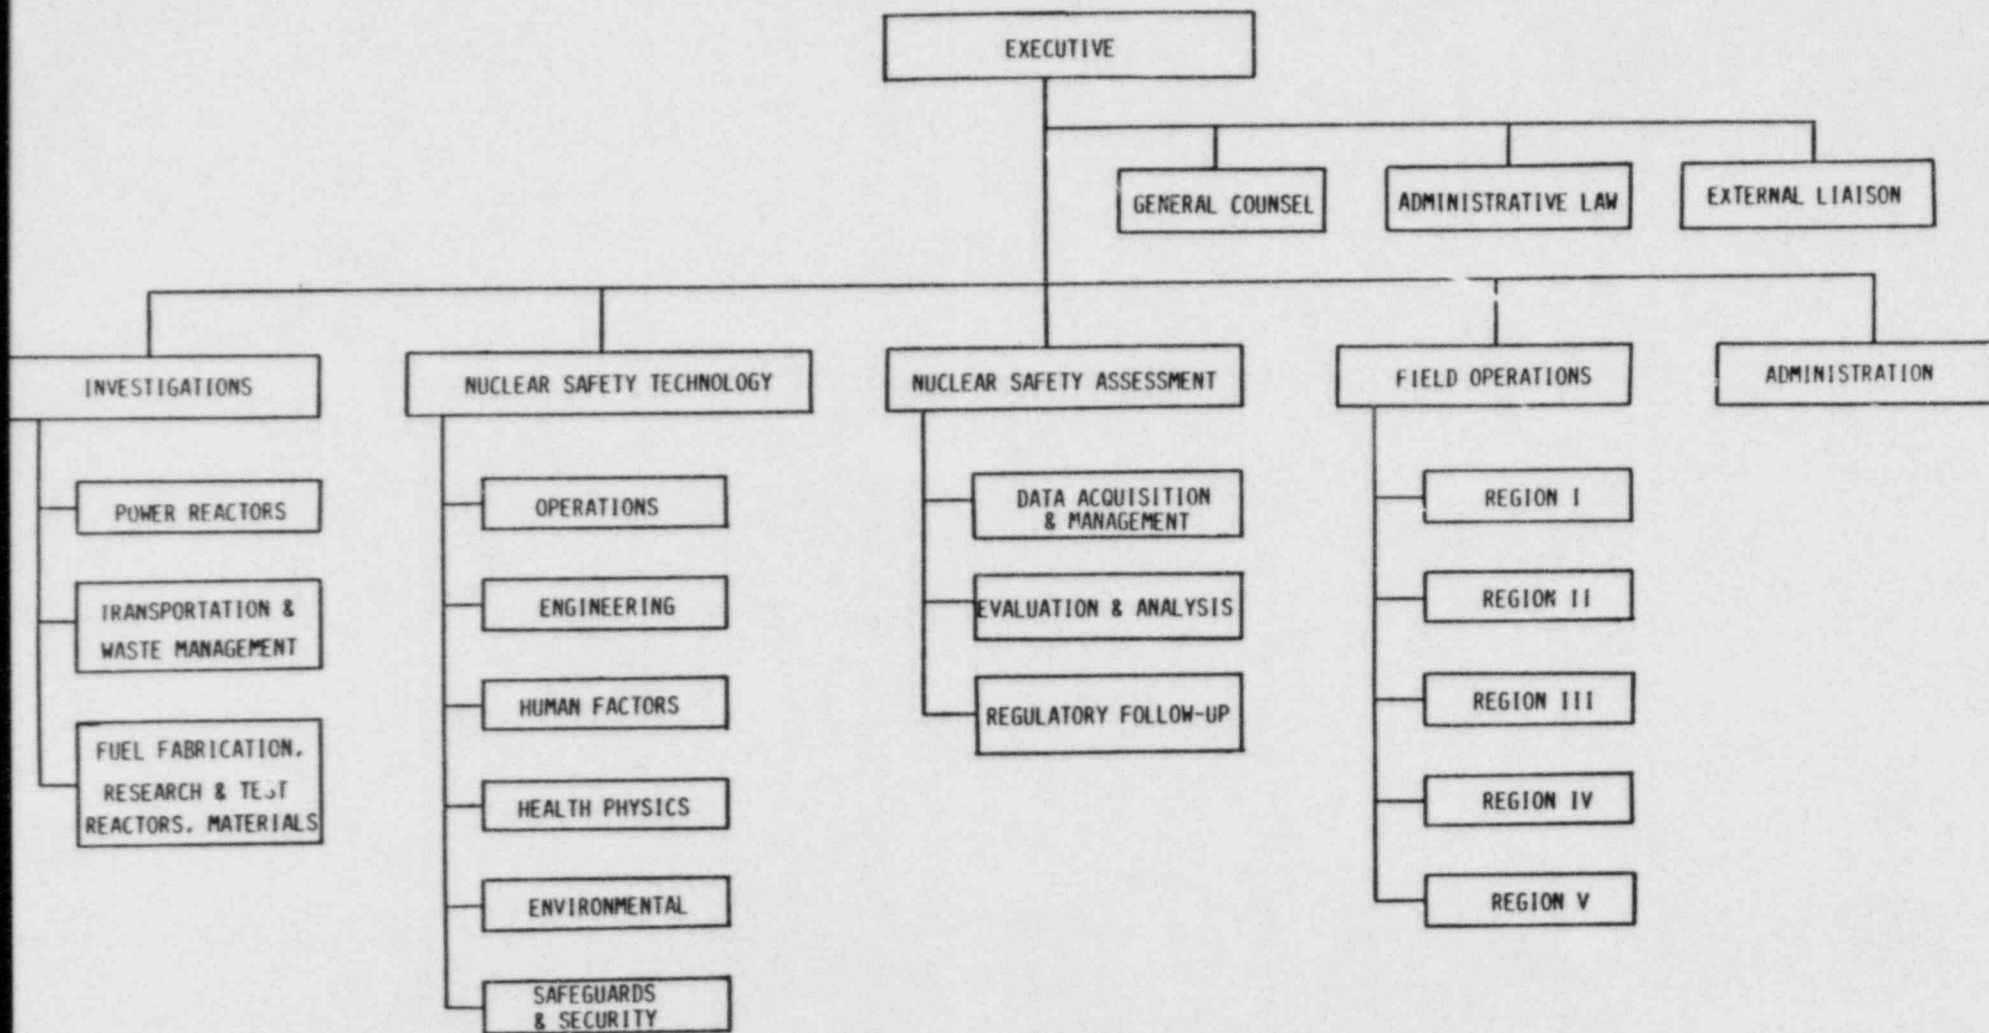 EXECUTIVE
GENERAL COUNSEL
ADMINISTRATIVE LAW
EXTERNAL LIAISON
INVESTIGATIONS
NUCLEAR SAFETY TECHNOLOGY
NUCLEAR SAFETY ASSESSMENT
FIELD OPERATIONS
ADMINISTRATION
POWER REACTORS
TRANSPORTATION &
WASTE MANAGEMENT
FUEL FABRICATION,
RESEARCH & TEST
REACTORS, MATERIALS
OPERATIONS
ENGINEERING
HUMAN FACTORS
HEALTH PHYSICS
ENVIRONMENTAL
SAFEGUARDS
& SECURITY
DATA ACQUISITION
& MANAGEMENT
EVALUATION & ANALYSIS
REGULATORY FOLLOW-UP
REGION I
REGION II
REGION III
REGION IV
REGION V